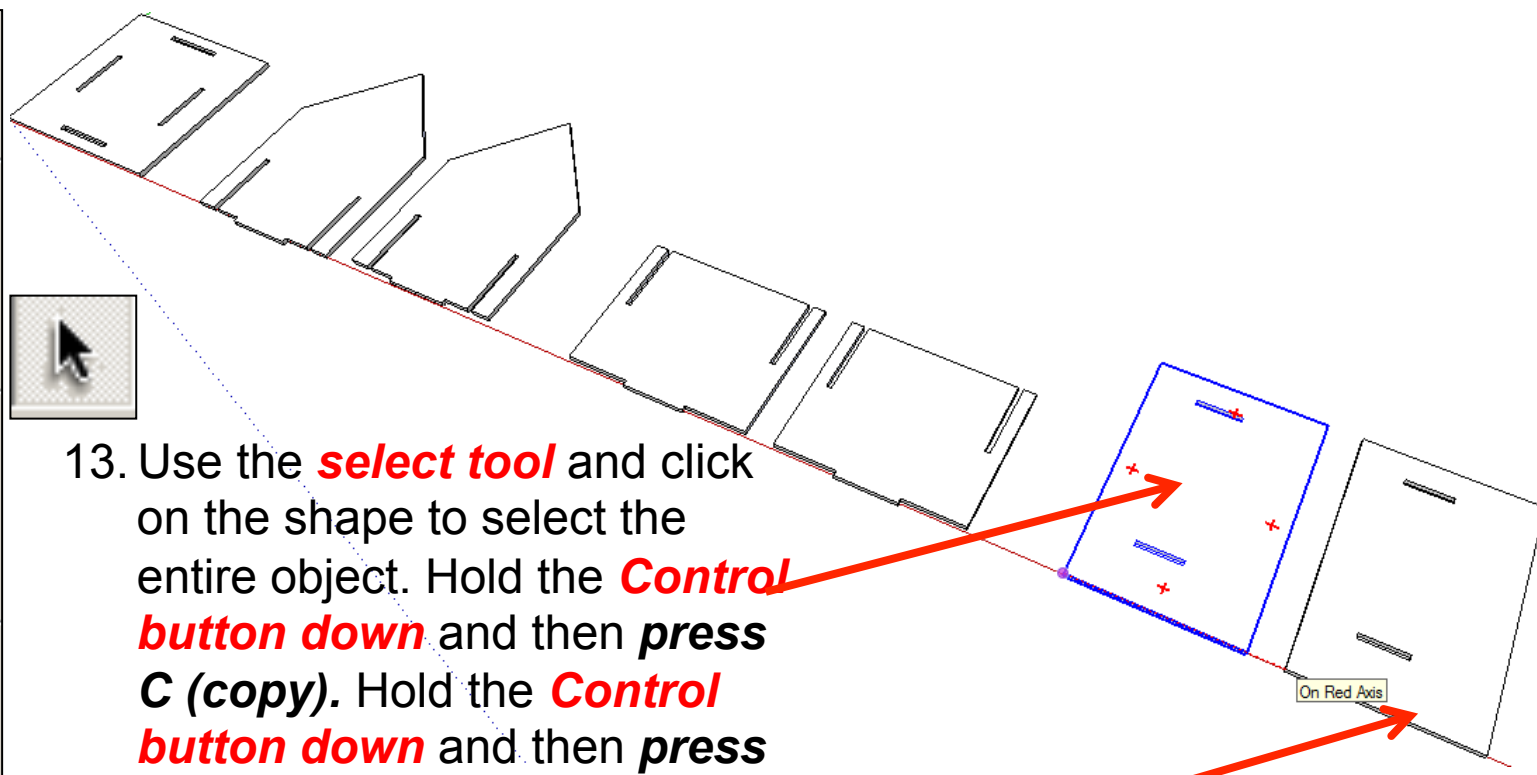 13. Use the select tool and click
on the shape to select the
entire object. Hold the Control
button down and then press
C (copy). Hold the Control
button down and then press
On Red Axis